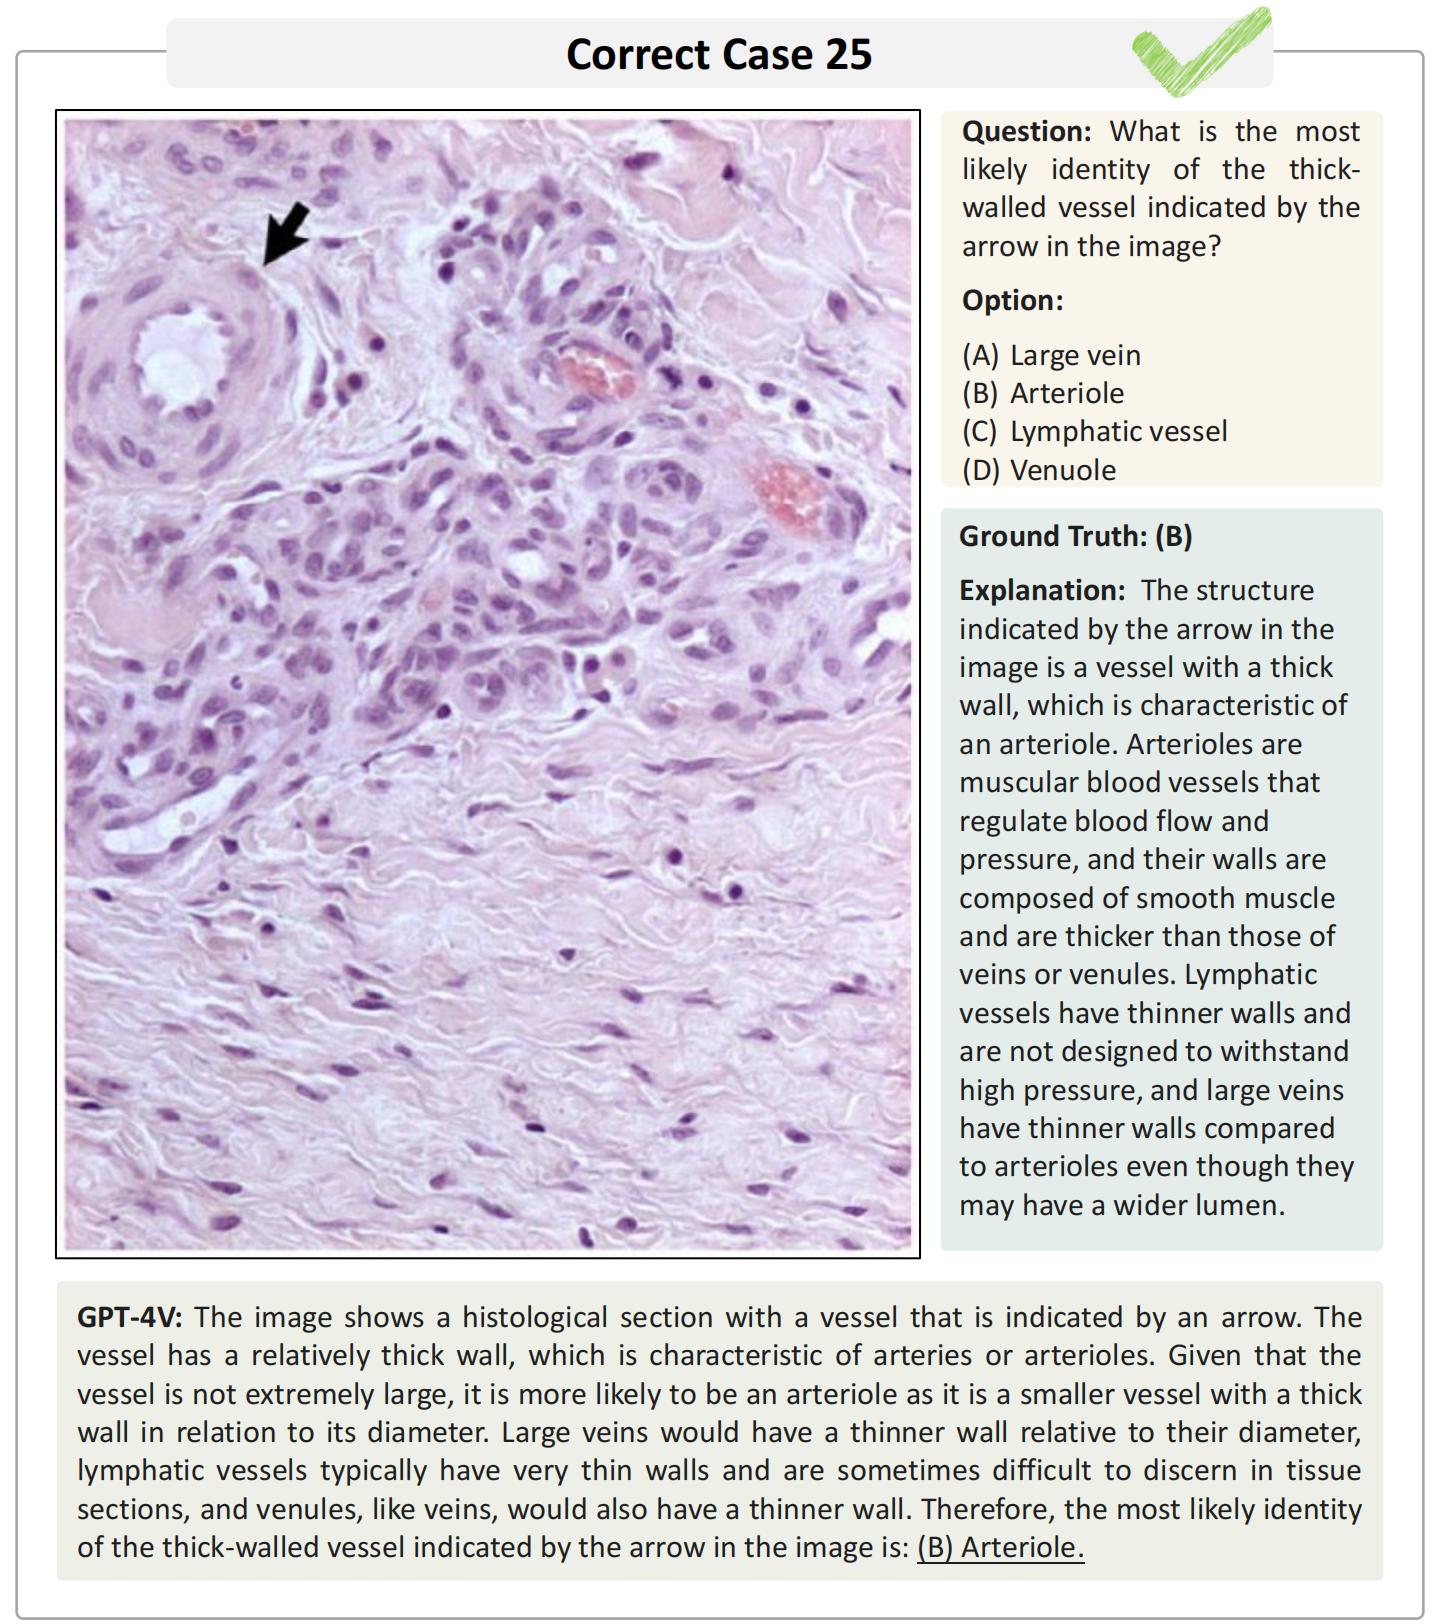 Correct Case 25
Question: What is the most
likely identity of the thick-
walled vessel indicated by the
arrow in the image?
Option:
(A) Large vein
(B) Arteriole
(C) Lymphatic vessel
(D) Venuole
Ground Truth: (B)
Explanation: The structure
indicated by the arrow in the
image is a vessel with a thick
wall, which is characteristic of
an arteriole. Arterioles are
muscular blood vessels that
regulate blood flow and
pressure, and their walls are
composed of smooth muscle
and are thicker than those of
veins or venules. Lymphatic
vessels have thinner walls and
are not designed to withstand
high pressure, and large veins
have thinner walls compared
to arterioles even though they
may have a wider lumen.
GPT-4V: The image shows a histological section with a vessel that is indicated by an arrow. The
vessel has a relatively thick wall, which is characteristic of arteries or arterioles. Given that the
vessel is not extremely large, it is more likely to be an arteriole as it is a smaller vessel with a thick
wall in relation to its diameter. Large veins would have a thinner wall relative to their diameter,
lymphatic vessels typically have very thin walls and are sometimes difficult to discern in tissue
sections, and venules, like veins, would also have a thinner wall. Therefore, the most likely identity
of the thick-walled vessel indicated by the arrow in the image is: (B) Arteriole.